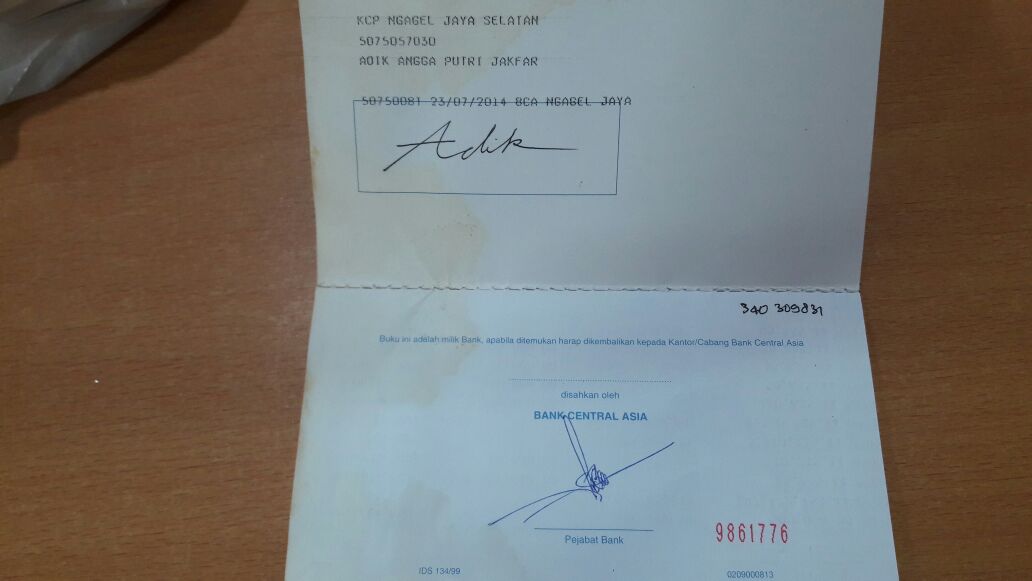 KCP NGAGEL JAYA SELATAN
5075057030
ADIK ANGGA PUTRI JAKFAR
50750081 23/07/2014 BCA NGAGEL JAYA
Adik
340 309831
Buku ini adalah milik Bank, apabila ditemukan harap dikembalikan kepada Kantor/Cabang Bank Central Asia
disahkan oleh
BANK CENTRAL ASIA
Pejabat Bank
9861776
IDS 134/99
0209000813